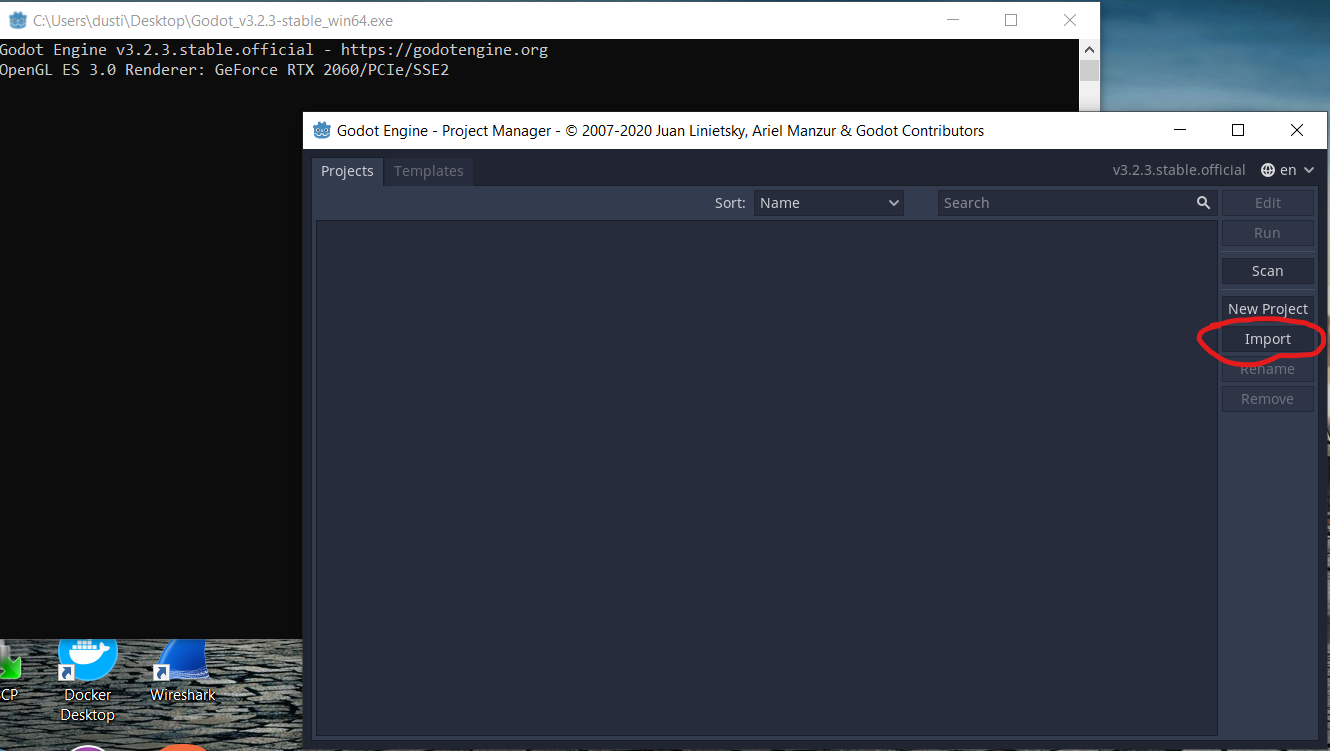 C:\Users\dusti\Desktop\Godot_v3.2.3-stable_win64.exe
Godot Engine v3.2.3.stable.official - https://godotengine.org
OpenGL ES 3.0 Renderer: GeForce RTX 2060/PCIe/SSE2
Godot Engine - Project Manager - © 2007-2020 Juan Linietsky, Ariel Manzur & Godot Contributors
Projects Templates v3.2.3.stable.official en
Sort: Name Search Edit
Run
Scan
New Project
Import
Rename
Remove
CP Docker Desktop Wireshark